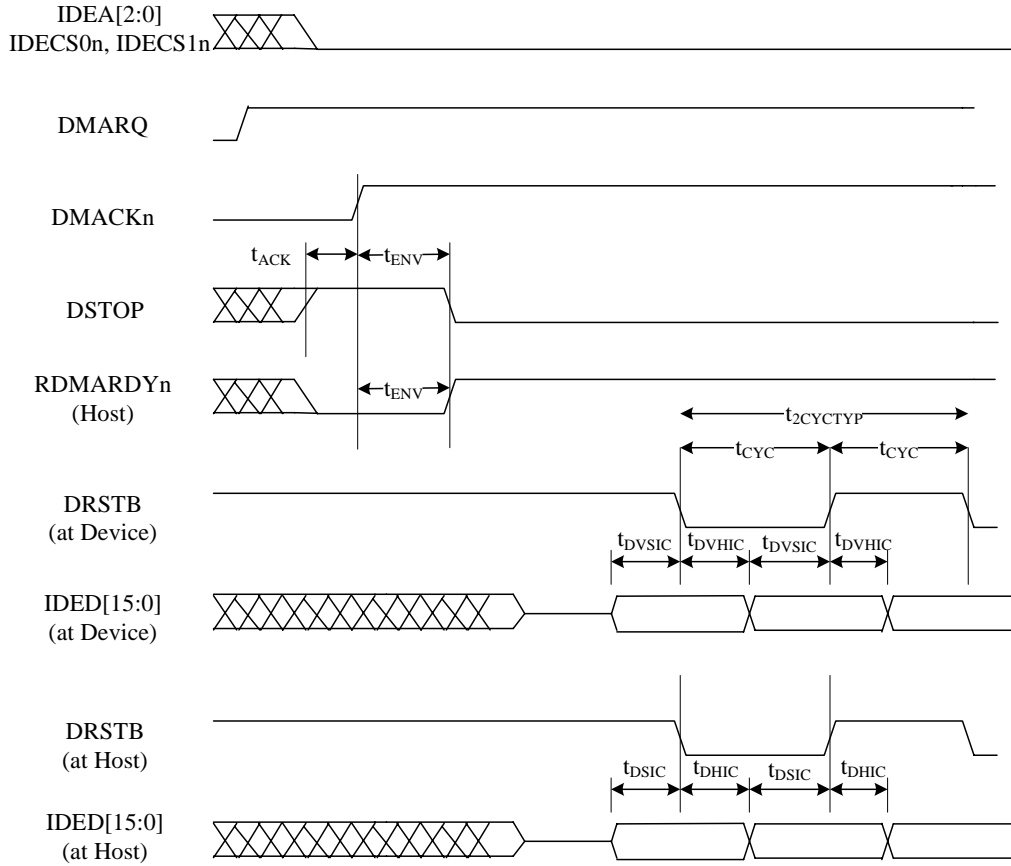 IDEA[2:0]
IDECS0n, IDECS1n
DMARQ
DMACKn
tACK
tENV
DSTOP
RDMARDYn
(Host)
tENV
t2CYCTYP
tCYC
tCYC
DRSTB
(at Device)
tDVSIC
tDVHIC
tDVSIC
tDVHIC
IDED[15:0]
(at Device)
DRSTB
(at Host)
tDSIC
tDHIC
tDSIC
tDHIC
IDED[15:0]
(at Host)